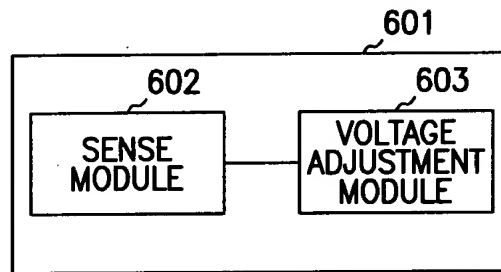 601
602
603
SENSE
MODULE
VOLTAGE
ADJUSTMENT
MODULE